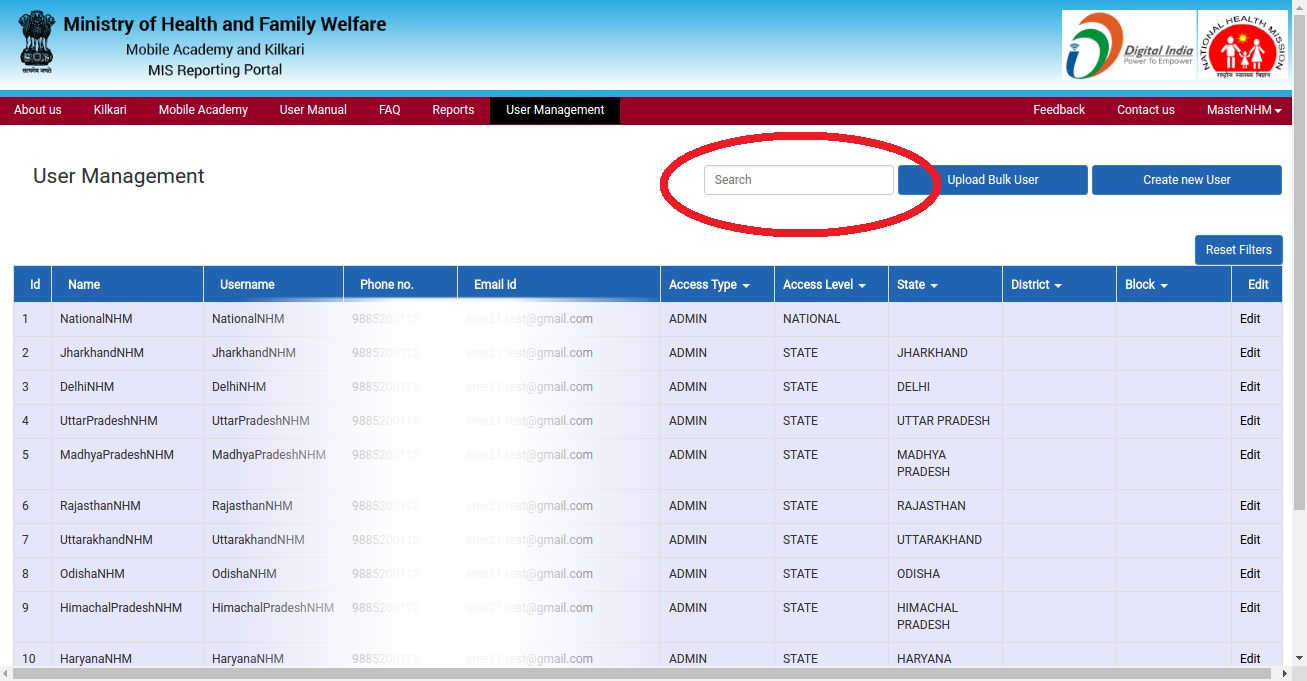 Ministry of Health and Family Welfare
Mobile Academy and Kilkari
MIS Reporting Portal
सत्यमेव जयते
Digital India
Power To Empower
NATIONAL HEALTH MISSION
राष्ट्रीय स्वास्थ्य मिशन
About us Kilkari Mobile Academy User Manual FAQ Reports User Management Feedback Contact us MasterNHM
User Management
Search Upload Bulk User Create new User
Reset Filters
Id Name Username Phone no. Email id Access Type Access Level State District Block Edit
1 NationalNHM NationalNHM 9885200112 sree21.test@gmail.com ADMIN NATIONAL Edit
2 JharkhandNHM JharkhandNHM 9885200112 sree21.test@gmail.com ADMIN STATE JHARKHAND Edit
3 DelhiNHM DelhiNHM 9885200112 sree21.test@gmail.com ADMIN STATE DELHI Edit
4 UttarPradeshNHM UttarPradeshNHM 9885200112 sree21.test@gmail.com ADMIN STATE UTTAR PRADESH Edit
5 MadhyaPradeshNHM MadhyaPradeshNHM 9885200112 sree21.test@gmail.com ADMIN STATE MADHYA Edit
PRADESH
6 RajasthanNHM RajasthanNHM 9885200112 sree21.test@gmail.com ADMIN STATE RAJASTHAN Edit
7 UttarakhandNHM UttarakhandNHM 9885200112 sree21.test@gmail.com ADMIN STATE UTTARAKHAND Edit
8 OdishaNHM OdishaNHM 9885200112 sree21.test@gmail.com ADMIN STATE ODISHA Edit
9 HimachalPradeshNHM HimachalPradeshNHM 9885200112 sree21.test@gmail.com ADMIN STATE HIMACHAL Edit
PRADESH
10 HaryanaNHM HaryanaNHM 9885200112 sree21.test@gmail.com ADMIN STATE HARYANA Edit